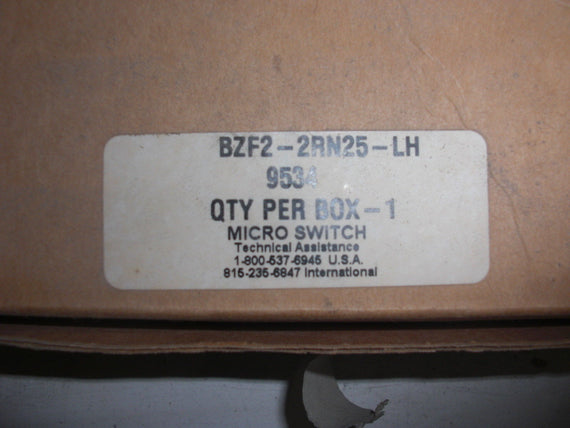 BZF2-2RN25-LH
9534
QTY PER BOX-1
MICRO SWITCH
Technical Assistance
1-800-537-6945 U.S.A.
815-235-6847 International